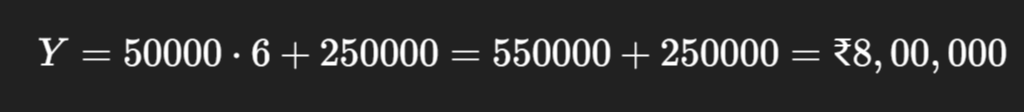 Y = 50000 · 6 + 250000 = 550000 + 250000 = ₹8, 00, 000